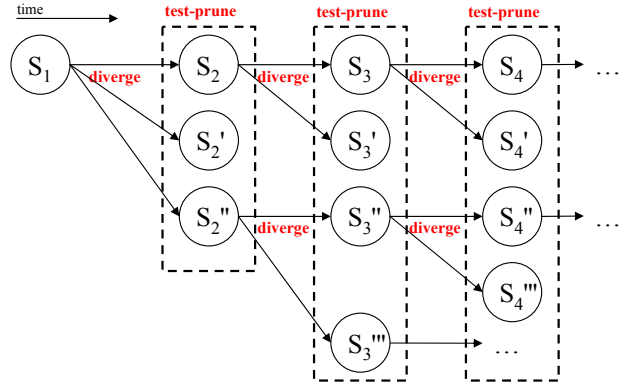 time
test-prune
test-prune
test-prune
S1
diverge
S2
diverge
S3
diverge
S4
...
S2'
S3'
S4'
S2''
diverge
S3''
diverge
S4''
...
S4'''
S3'''
...